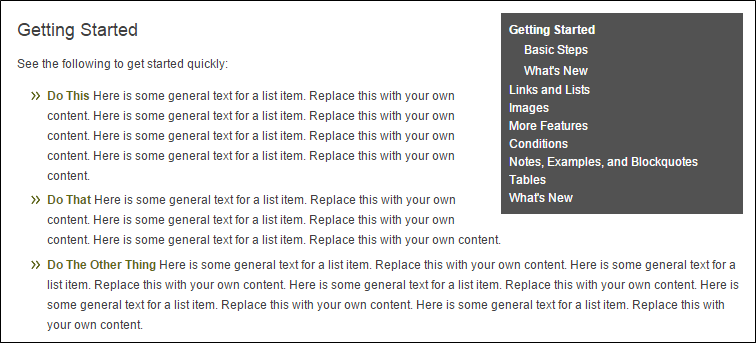 Getting Started
See the following to get started quickly:
Do This Here is some general text for a list item. Replace this with your own
content. Here is some general text for a list item. Replace this with your own
content. Here is some general text for a list item. Replace this with your own
content. Here is some general text for a list item. Replace this with your own
content.
Do That Here is some general text for a list item. Replace this with your own
content. Here is some general text for a list item. Replace this with your own
content. Here is some general text for a list item. Replace this with your own content.
Do The Other Thing Here is some general text for a list item. Replace this with your own content. Here is some general text for a
list item. Replace this with your own content. Here is some general text for a list item. Replace this with your own content. Here is
some general text for a list item. Replace this with your own content. Here is some general text for a list item. Replace this with
your own content.
Getting Started
Basic Steps
What's New
Links and Lists
Images
More Features
Conditions
Notes, Examples, and Blockquotes
Tables
What's New